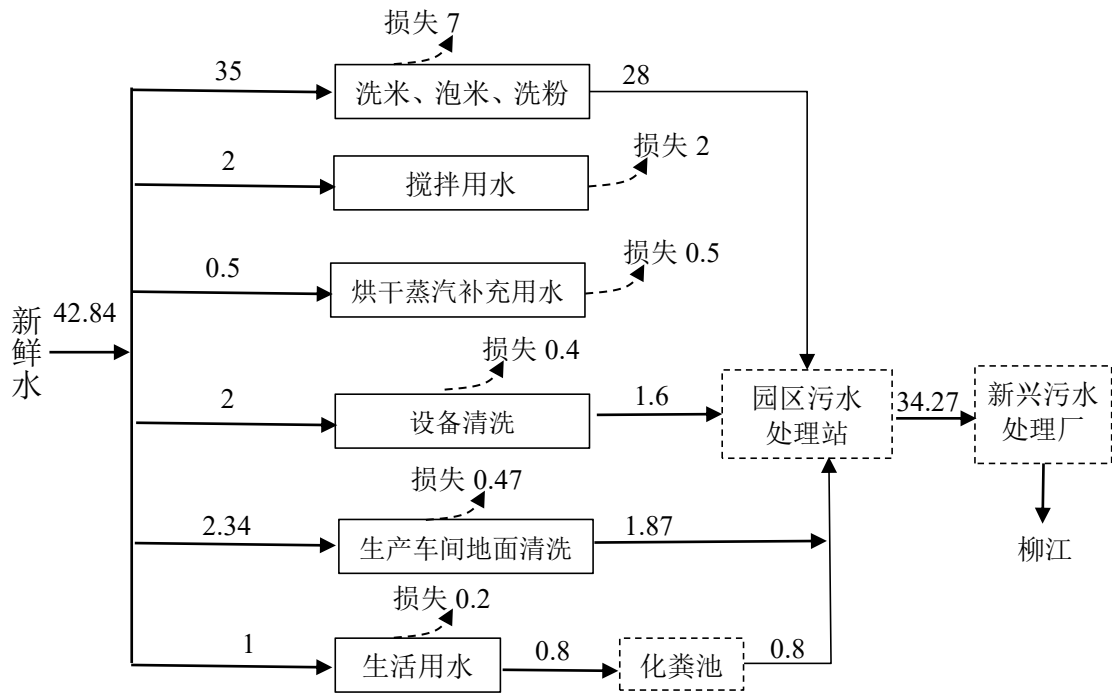 损失 7
35
洗米、泡米、洗粉
28
2
搅拌用水
损失 2
0.5
烘干蒸汽补充用水
损失 0.5
新鲜水
42.84
损失 0.4
2
设备清洗
1.6
园区污水
处理站
34.27
新兴污水
处理厂
损失 0.47
2.34
生产车间地面清洗
1.87
柳江
损失 0.2
1
生活用水
0.8
化粪池
0.8